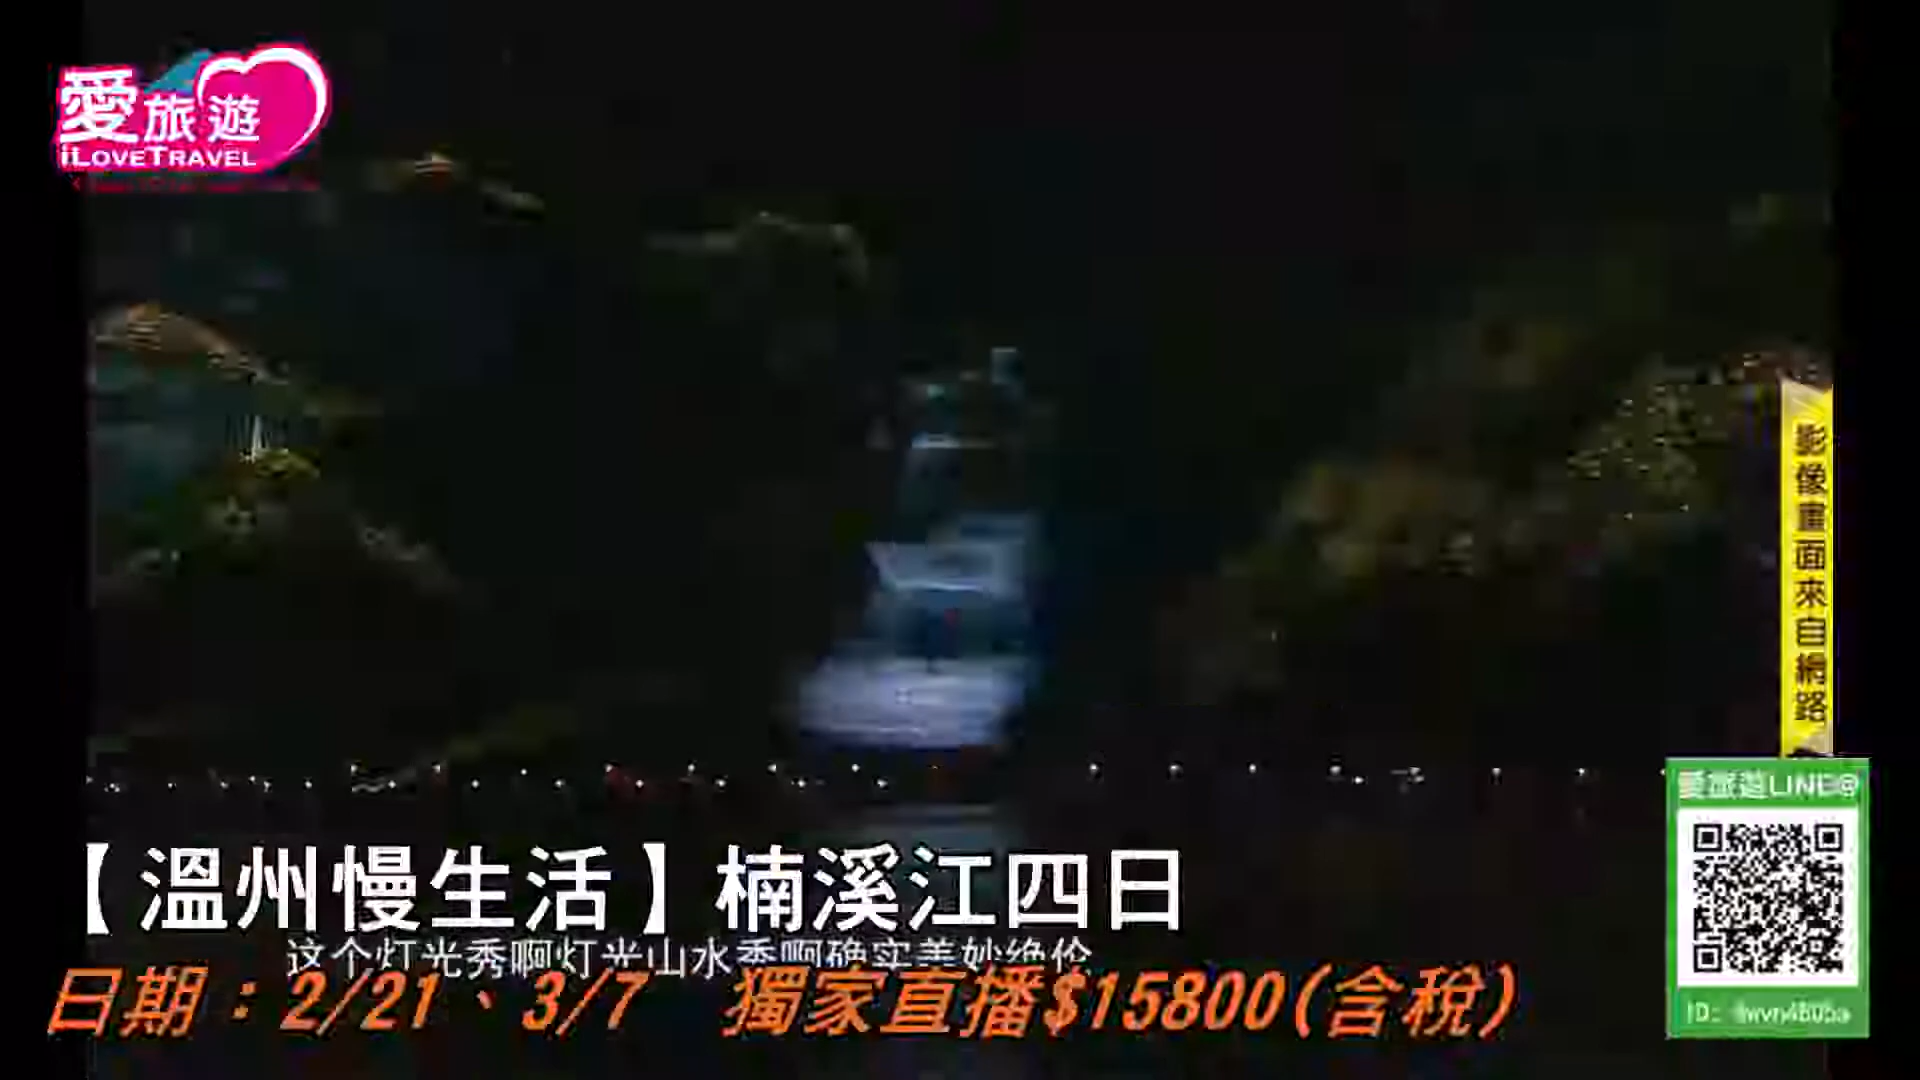 愛旅遊
iLOVETRAVEL
影像畫面來自網路
愛旅遊LINE@
【溫州慢生活】楠溪江四日
这个灯光秀啊灯光山水秀啊确实美妙绝伦
日期：2/21、3/7 獨家直播$15800(含稅)